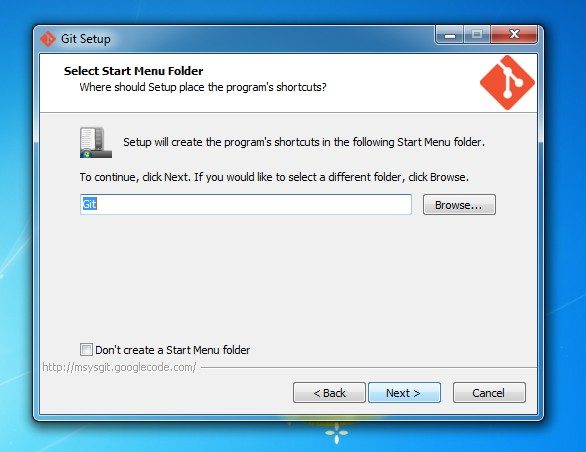 Git Setup
Select Start Menu Folder
Where should Setup place the program's shortcuts?
Setup will create the program's shortcuts in the following Start Menu folder.
To continue, click Next. If you would like to select a different folder, click Browse.
Git
Browse...
Don't create a Start Menu folder
http://msysgit.googlecode.com/
< Back
Next >
Cancel